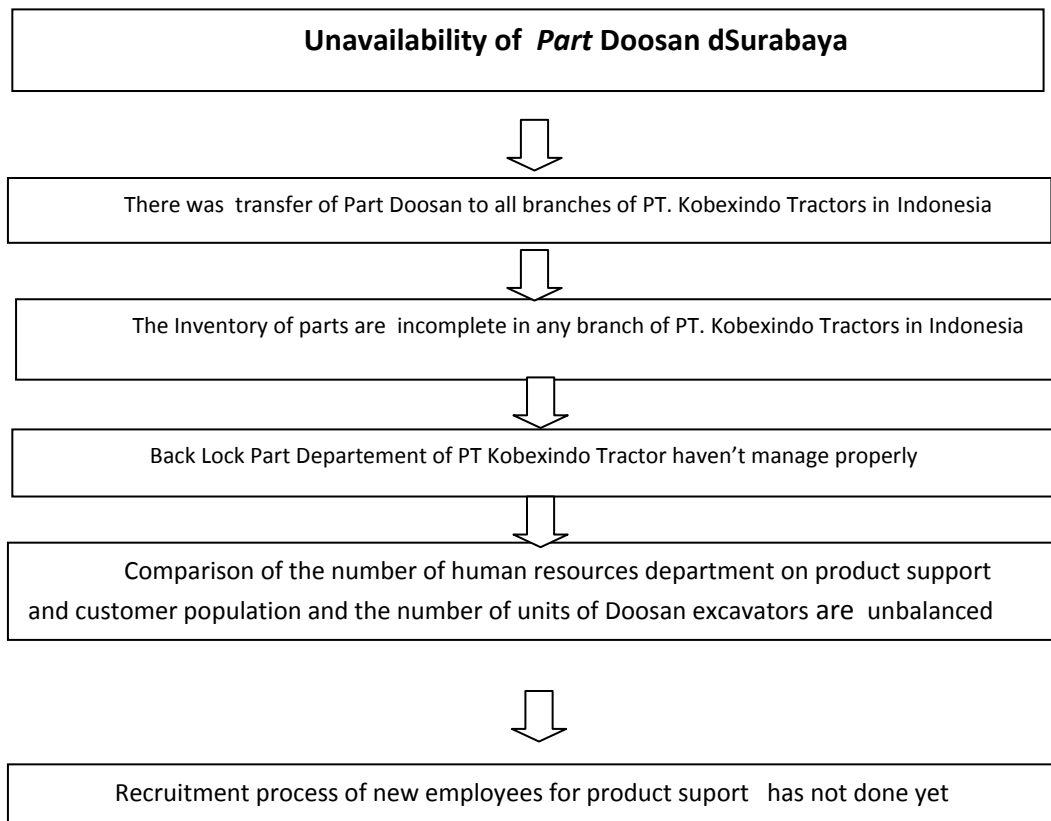 Unavailability of Part Doosan dSurabaya
There was transfer of Part Doosan to all branches of PT. Kobexindo Tractors in Indonesia
The Inventory of parts are incomplete in any branch of PT. Kobexindo Tractors in Indonesia
Back Lock Part Departement of PT Kobexindo Tractor haven't manage properly
Comparison of the number of human resources department on product support
and customer population and the number of units of Doosan excavators are unbalanced
Recruitment process of new employees for product suport has not done yet